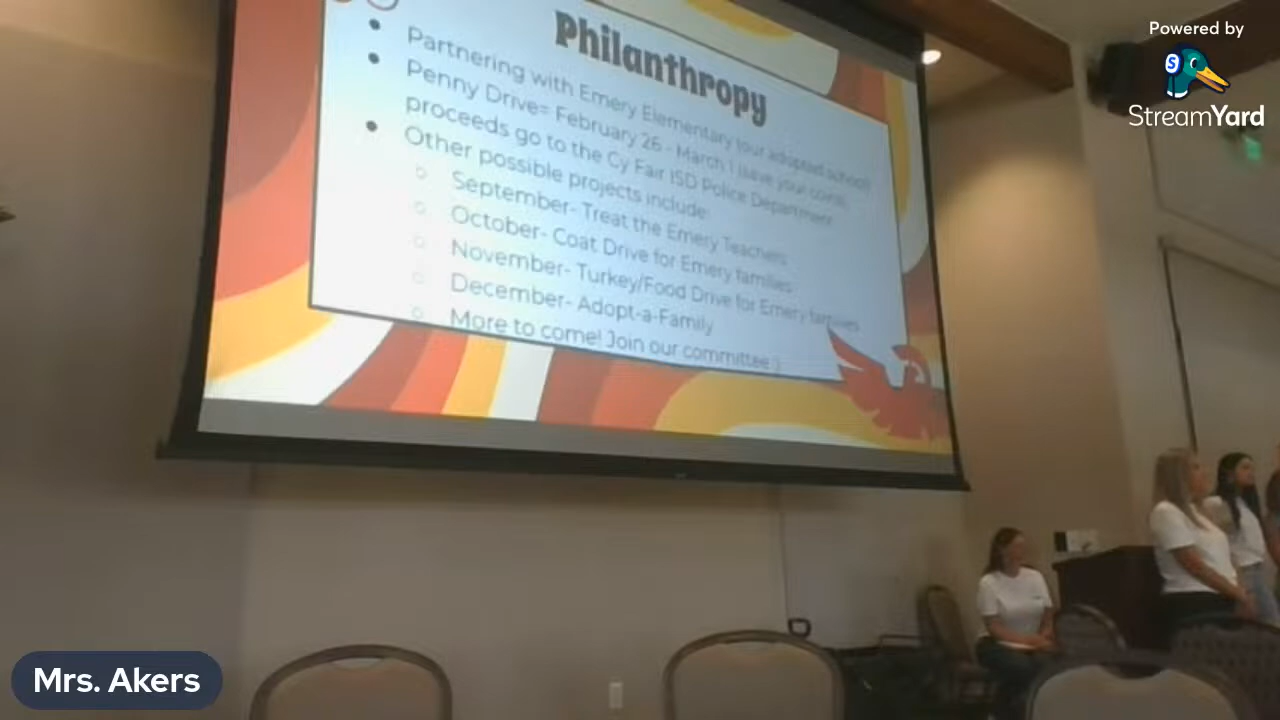 Powered by
StreamYard
Philanthropy
Partnering with Emery Elementary (our adopted school)
Penny Drive= February 26 - March 1 (save your coins)
proceeds go to the Cy Fair ISD Police Department
Other possible projects include:
September- Treat the Emery Teachers
October- Coat Drive for Emery families
November- Turkey/Food Drive for Emery families
December- Adopt-a-Family
More to come! Join our committee :)
Mrs. Akers